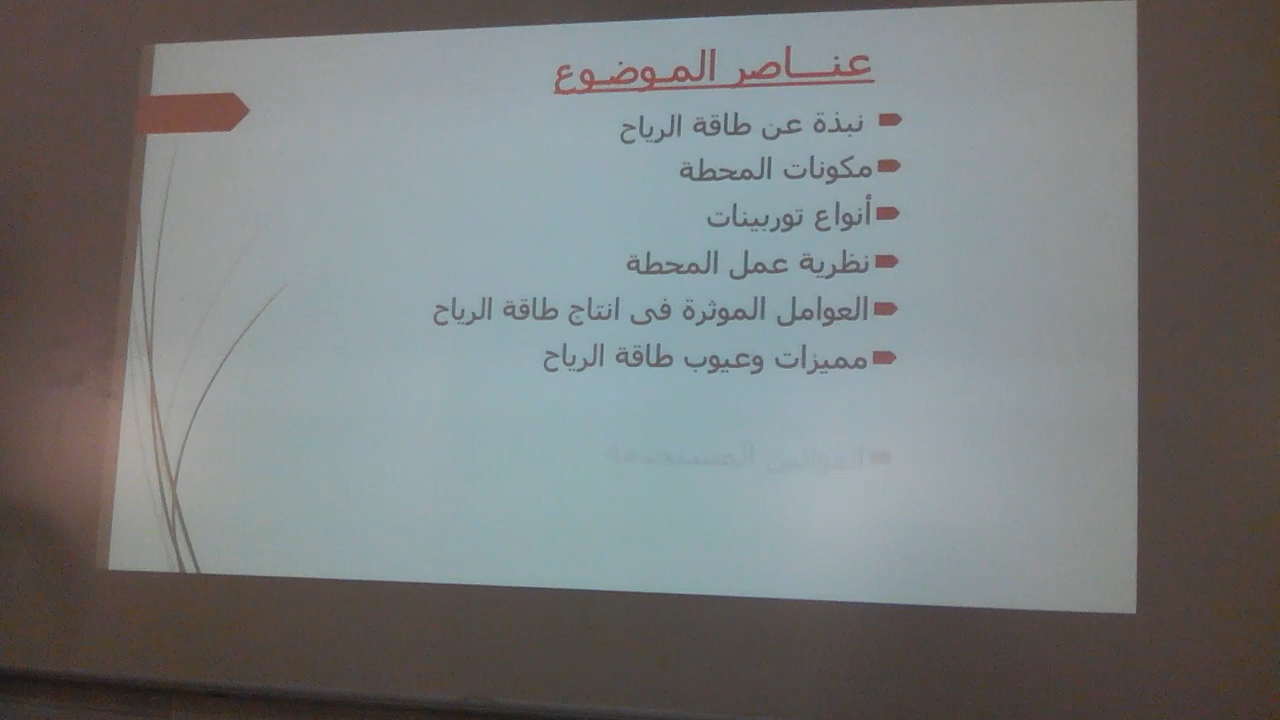 عنـــاصر الموضوع
نبذة عن طاقة الرياح
مكونات المحطة
أنواع توربينات
نظرية عمل المحطة
العوامل الموثرة فى انتاج طاقة الرياح
مميزات وعيوب طاقة الرياح